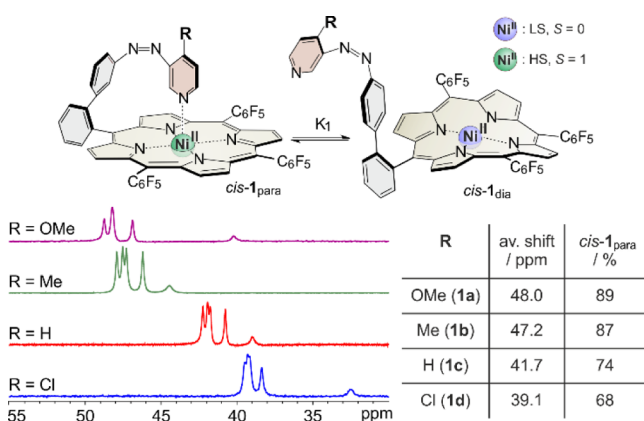 R
N=N
N
Ni II
N
N
N
N
C6F5
C6F5
C6F5
cis-1para
K1
R
N
N=N
N
Ni II
N
N
N
C6F5
C6F5
C6F5
cis-1dia
Ni II : LS, S = 0
Ni II : HS, S = 1
R = OMe
R = Me
R = H
R = Cl
55 50 45 40 35 ppm
R av. shift / ppm cis-1para / %
OMe (1a) 48.0 89
Me (1b) 47.2 87
H (1c) 41.7 74
Cl (1d) 39.1 68